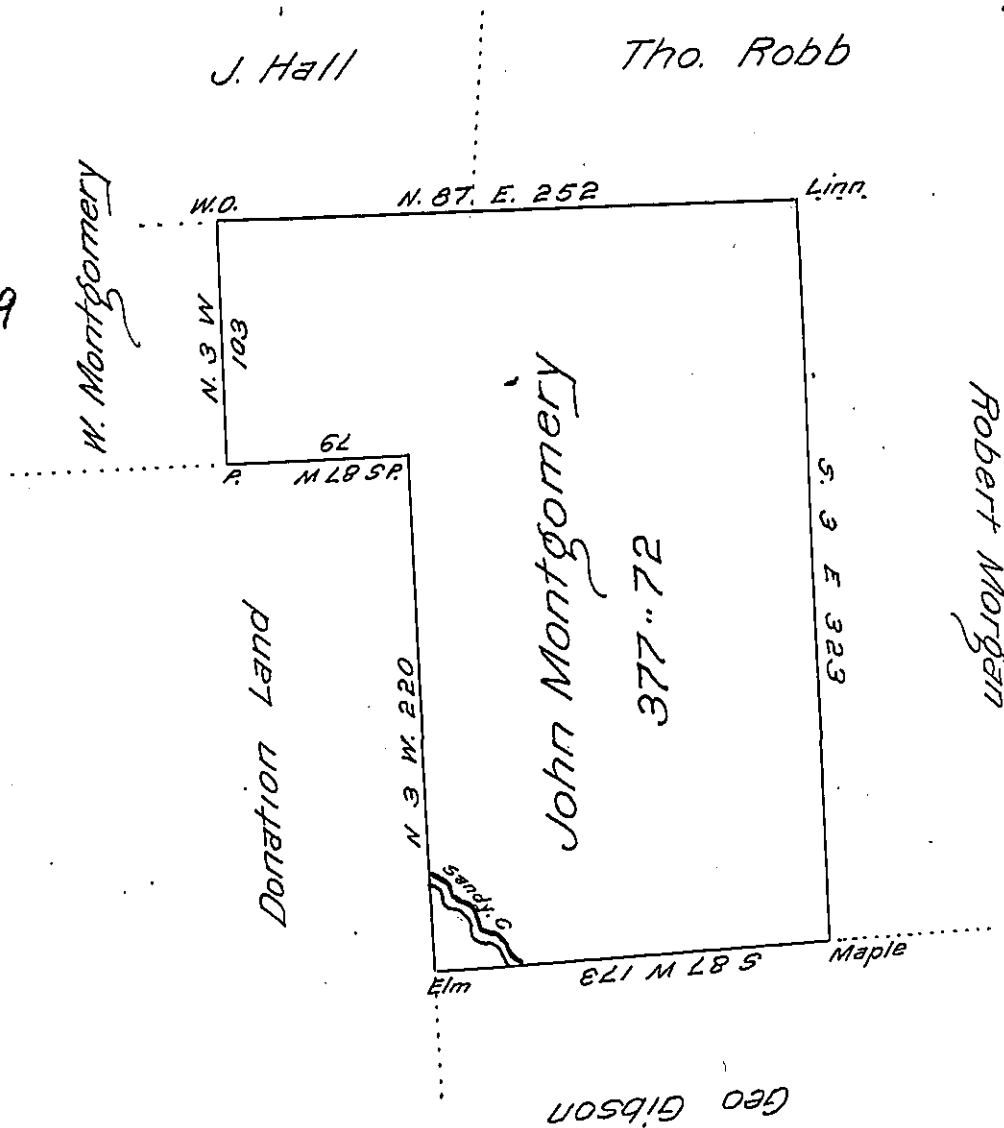 J. Hall
Tho. Robb
W. Montgomery
W.O.
N. 87. E. 252
Linn.
N. 3 W
103
79
S 87 W
P.
P.
John Montgomery
377"72
S. 3 E 323
Robert Morgan
Donation Land
N 3 W. 220
Sandy C.
Elm
S 87 W 173
Maple
Geo Gibson